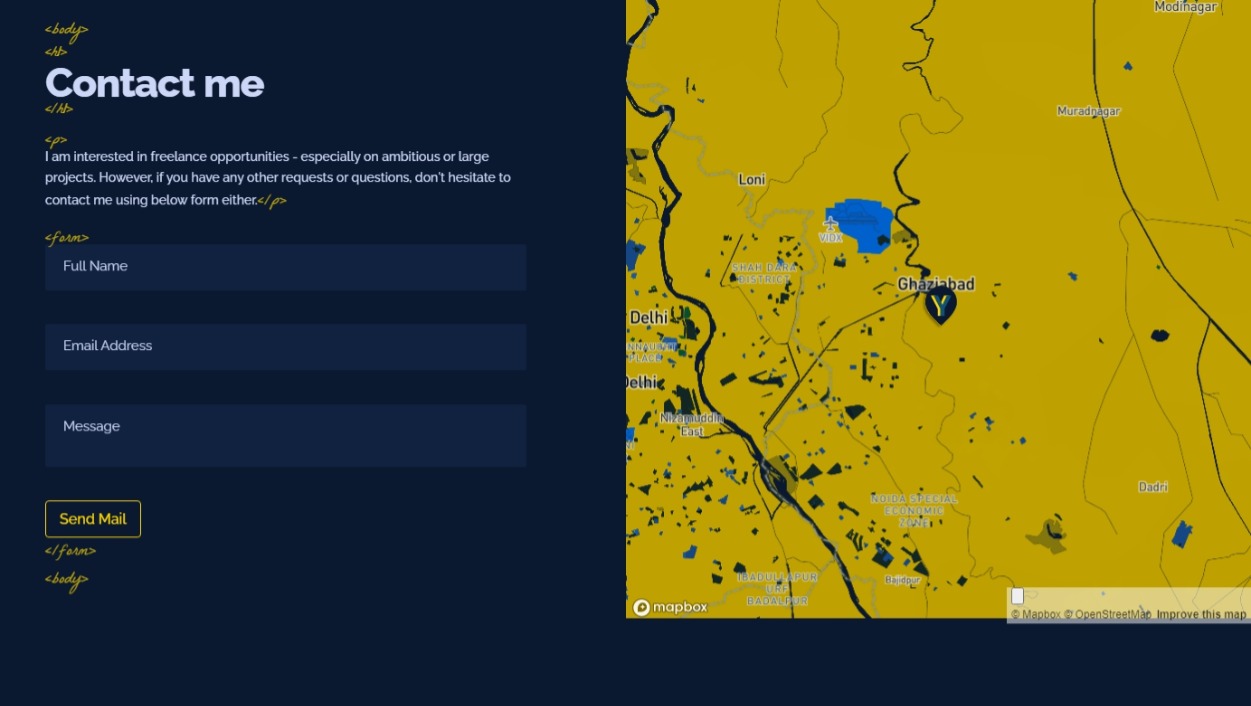 <body>
<h1>
Contact me
</h1>
<p>
I am interested in freelance opportunities - especially on ambitious or large
projects. However, if you have any other requests or questions, don't hesitate to
contact me using below form either.</p>
<form>
Full Name
Email Address
Message
Send Mail
</form>
<body>
Modinagar
Muradnagar
Loni
VIDX
SHAHDARA
DISTRICT
Ghaziabad
Y
Delhi
PLACE
Delhi
Nizamuddin
East
Dadri
NOIDA SPECIAL
ECONOMIC
ZONE
IBADULLAPUR
URF
BADALPUR
Bajidpur
mapbox
© Mapbox © OpenStreetMap Improve this map